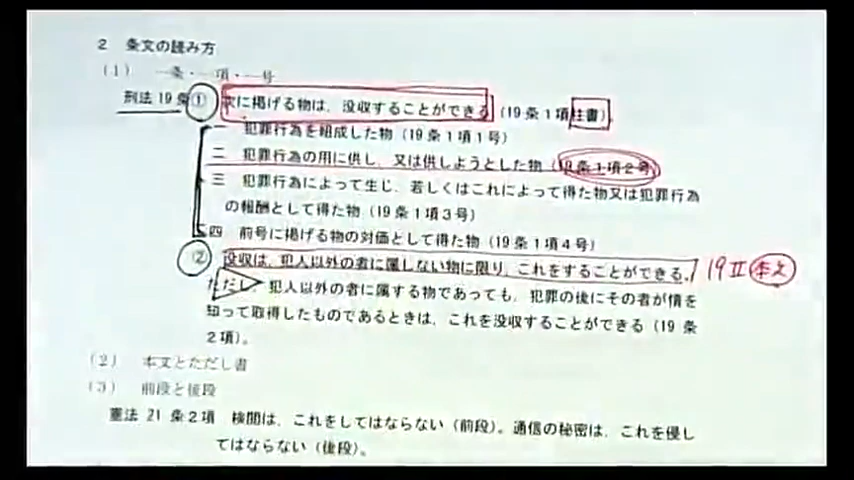 2 条文の読み方
(1) 一条・一項・一号
刑法19条① 次に掲げる物は、没収することができる (19条1項柱書)
一 犯罪行為を組成した物 (19条1項1号)
二 犯罪行為の用に供し、又は供しようとした物 (19条1項2号)
三 犯罪行為によって生じ、若しくはこれによって得た物又は犯罪行為
の報酬として得た物 (19条1項3号)
四 前号に掲げる物の対価として得た物 (19条1項4号)
② 没収は、犯人以外の者に属しない物に限り、これをすることができる。 19Ⅱ本文
ただし、犯人以外の者に属する物であっても、犯罪の後にその者が情を
知って取得したものであるときは、これを没収することができる (19 条
2項)。
(2) 本文とただし書
(3) 前段と後段
憲法 21 条2項 検閲は、これをしてはならない (前段)。通信の秘密は、これを侵し
てはならない (後段)。